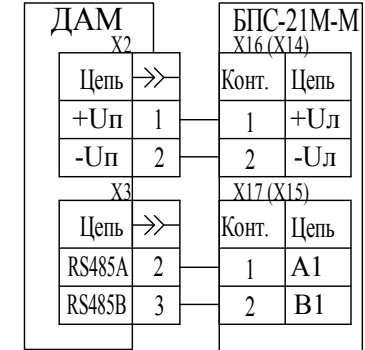 ДАМ БПС-21М-М
X2 X16 (X14)
Цепь Конт. Цепь
+Uп 1 1 +Uл
-Uп 2 2 -Uл
X3 X17 (X15)
Цепь Конт. Цепь
RS485A 2 1 A1
RS485B 3 2 B1